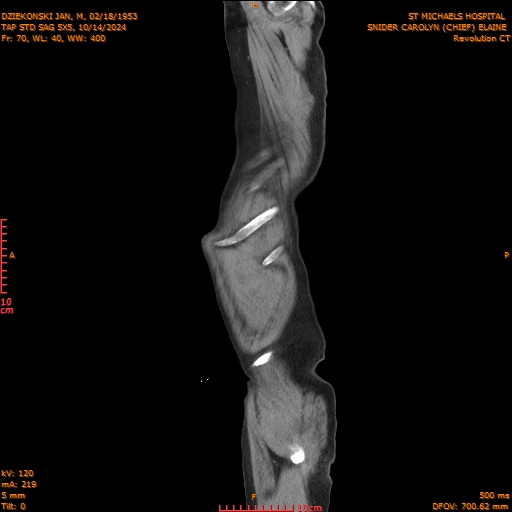 DZIEKONSKI JAN, M, 02/18/1953
TAP STD SAG 5X5, 10/14/2024
Fr: 70, WL: 40, WW: 400
ST MICHAELS HOSPITAL
SNIDER CAROLYN (CHIEF) ELAINE
Revolution CT
H
A
P
10
cm
F
10cm
kV: 120
mA: 219
5 mm
Tilt: 0
500 ms
DFOV: 700.62 mm